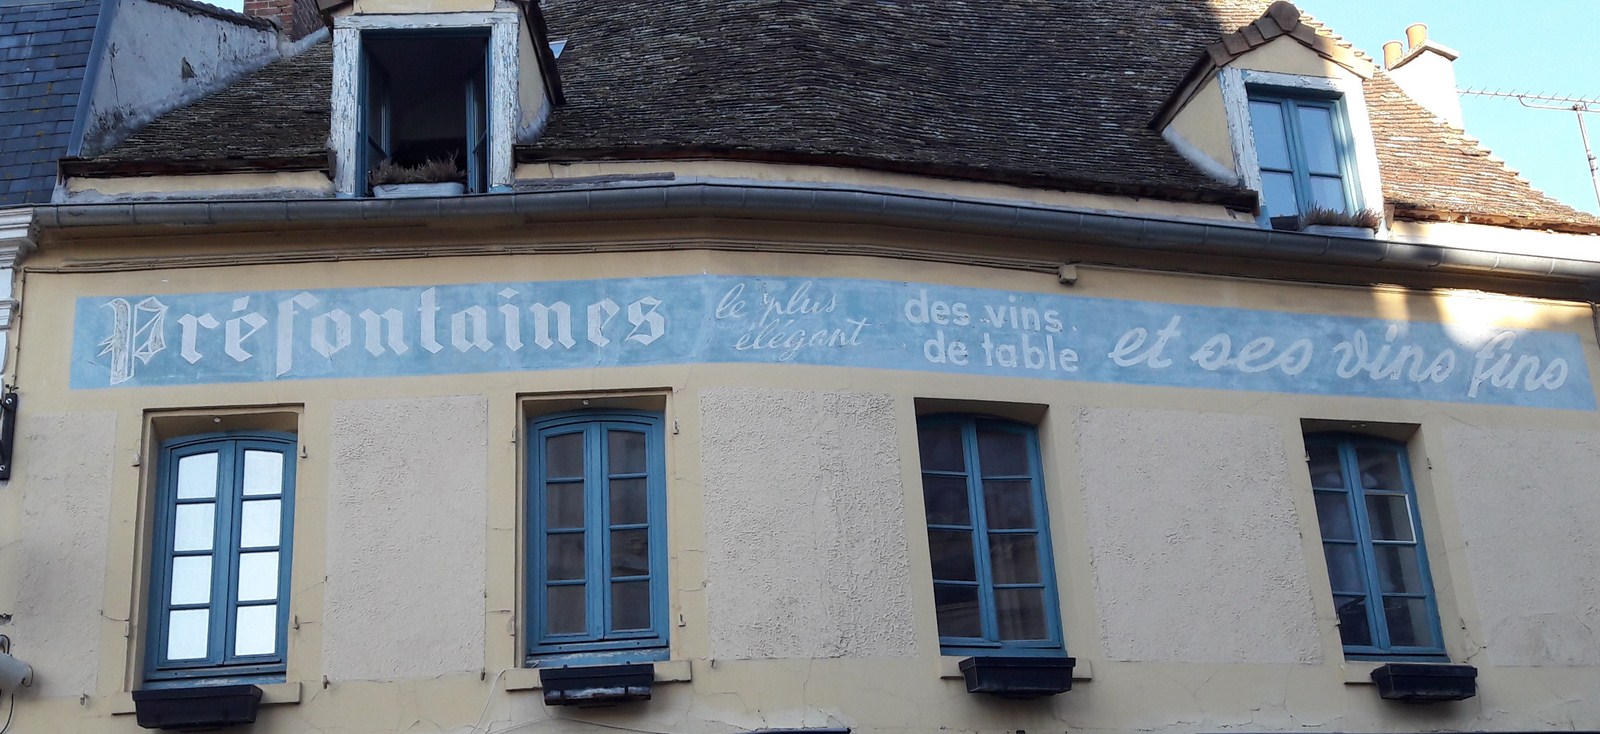 Préfontaines
le plus
élégant
des vins
de table
et ses vins fins